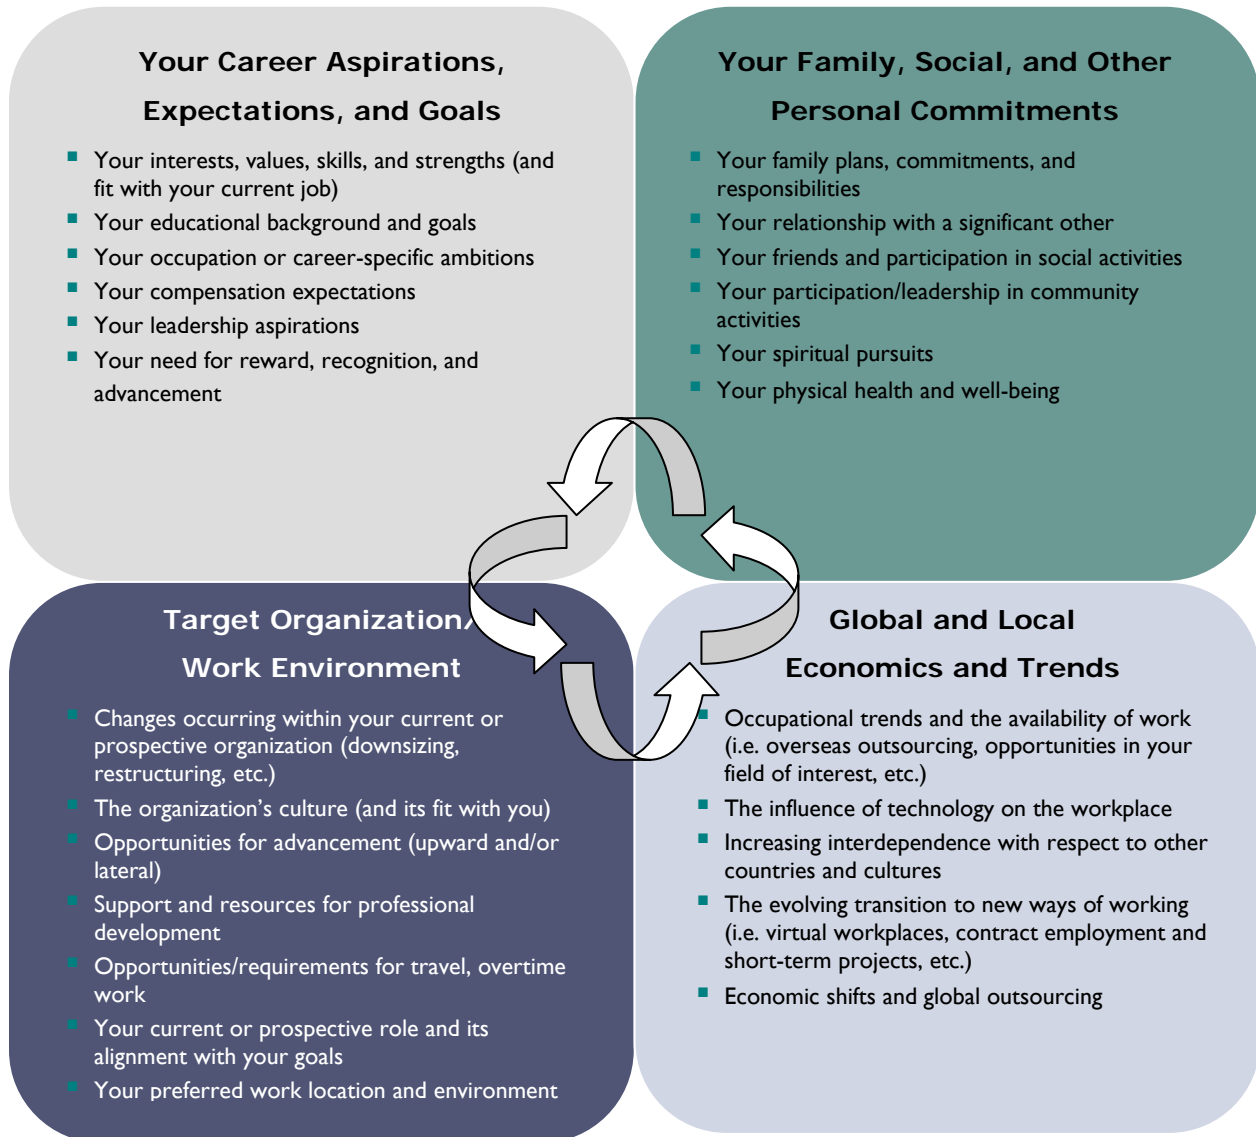 Your Career Aspirations,
Expectations, and Goals
■ Your interests, values, skills, and strengths (and
fit with your current job)
■ Your educational background and goals
■ Your occupation or career-specific ambitions
■ Your compensation expectations
■ Your leadership aspirations
■ Your need for reward, recognition, and
advancement
Your Family, Social, and Other
Personal Commitments
■ Your family plans, commitments, and
responsibilities
■ Your relationship with a significant other
■ Your friends and participation in social activities
■ Your participation/leadership in community
activities
■ Your spiritual pursuits
■ Your physical health and well-being
Target Organization/
Work Environment
■ Changes occurring within your current or
prospective organization (downsizing,
restructuring, etc.)
■ The organization’s culture (and its fit with you)
■ Opportunities for advancement (upward and/or
lateral)
■ Support and resources for professional
development
■ Opportunities/requirements for travel, overtime
work
■ Your current or prospective role and its
alignment with your goals
■ Your preferred work location and environment
Global and Local
Economics and Trends
■ Occupational trends and the availability of work
(i.e. overseas outsourcing, opportunities in your
field of interest, etc.)
■ The influence of technology on the workplace
■ Increasing interdependence with respect to other
countries and cultures
■ The evolving transition to new ways of working
(i.e. virtual workplaces, contract employment and
short-term projects, etc.)
■ Economic shifts and global outsourcing